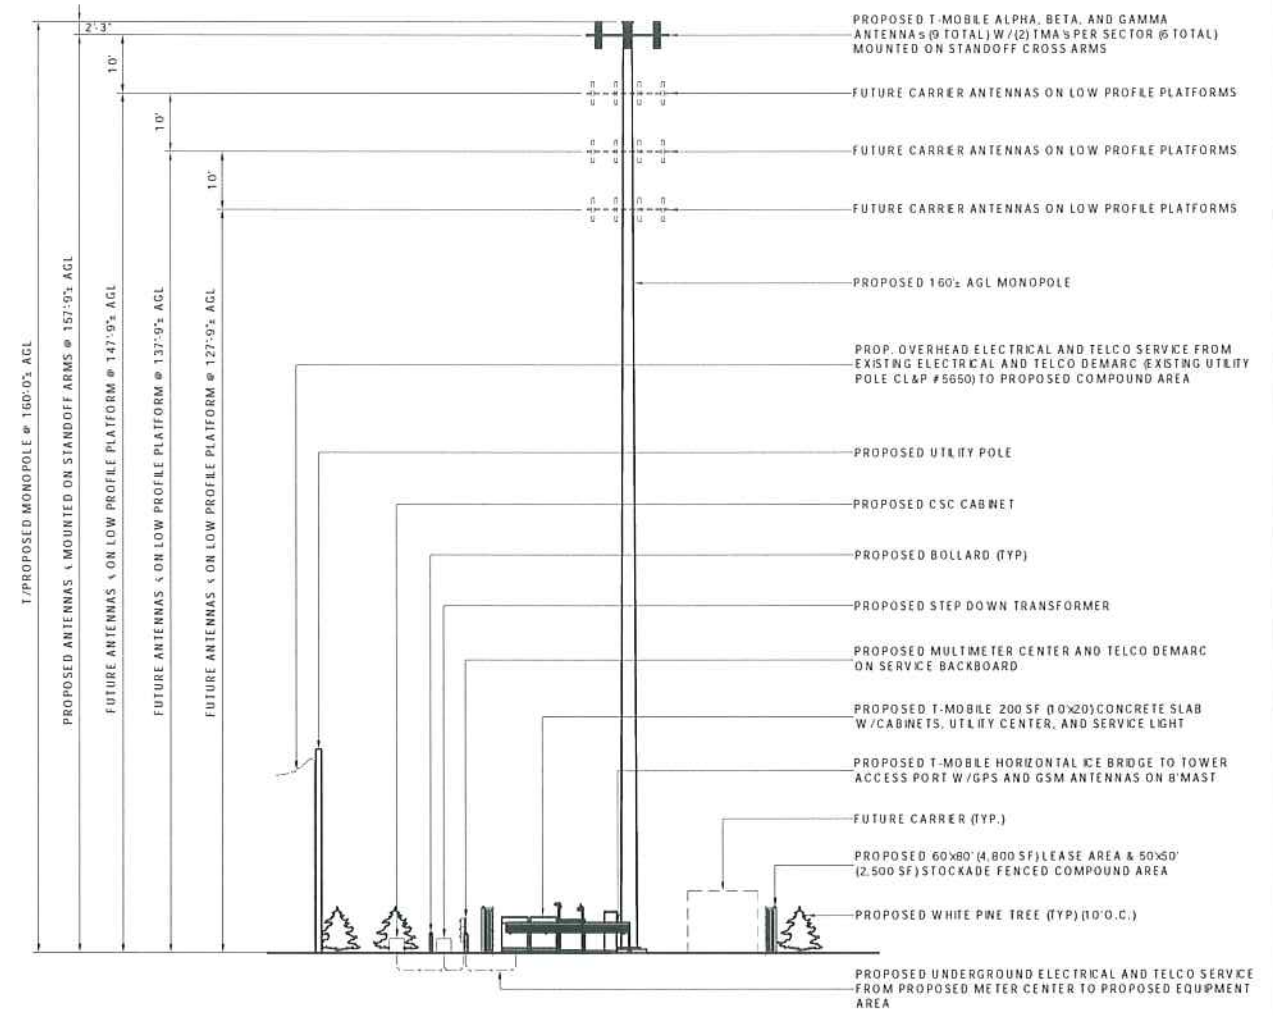 2'-3"
10'
10'
10'
T/PROPOSED MONOPOLE @ 160'-0"± AGL
PROPOSED ANTENNAS ¢ MOUNTED ON STANDOFF ARMS @ 157'-9"± AGL
FUTURE ANTENNAS ¢ ON LOW PROFILE PLATFORM @ 147'-9"± AGL
FUTURE ANTENNAS ¢ ON LOW PROFILE PLATFORM @ 137'-9"± AGL
FUTURE ANTENNAS ¢ ON LOW PROFILE PLATFORM @ 127'-9"± AGL
PROPOSED T-MOBILE ALPHA, BETA, AND GAMMA
ANTENNAs (9 TOTAL) W/(2) TMA's PER SECTOR (6 TOTAL)
MOUNTED ON STANDOFF CROSS ARMS
FUTURE CARRIER ANTENNAS ON LOW PROFILE PLATFORMS
FUTURE CARRIER ANTENNAS ON LOW PROFILE PLATFORMS
FUTURE CARRIER ANTENNAS ON LOW PROFILE PLATFORMS
PROPOSED 160'± AGL MONOPOLE
PROP. OVERHEAD ELECTRICAL AND TELCO SERVICE FROM
EXISTING ELECTRICAL AND TELCO DEMARC (EXISTING UTILITY
POLE CL&P #5650) TO PROPOSED COMPOUND AREA
PROPOSED UTILITY POLE
PROPOSED CSC CABINET
PROPOSED BOLLARD (TYP)
PROPOSED STEP DOWN TRANSFORMER
PROPOSED MULTIMETER CENTER AND TELCO DEMARC
ON SERVICE BACKBOARD
PROPOSED T-MOBILE 200 SF (10'x20') CONCRETE SLAB
W/CABINETS, UTILITY CENTER, AND SERVICE LIGHT
PROPOSED T-MOBILE HORIZONTAL ICE BRIDGE TO TOWER
ACCESS PORT W/GPS AND GSM ANTENNAS ON 8' MAST
FUTURE CARRIER (TYP.)
PROPOSED 60'x80' (4,800 SF) LEASE AREA & 50'x50'
(2,500 SF) STOCKADE FENCED COMPOUND AREA
PROPOSED WHITE PINE TREE (TYP) (10' O.C.)
PROPOSED UNDERGROUND ELECTRICAL AND TELCO SERVICE
FROM PROPOSED METER CENTER TO PROPOSED EQUIPMENT
AREA